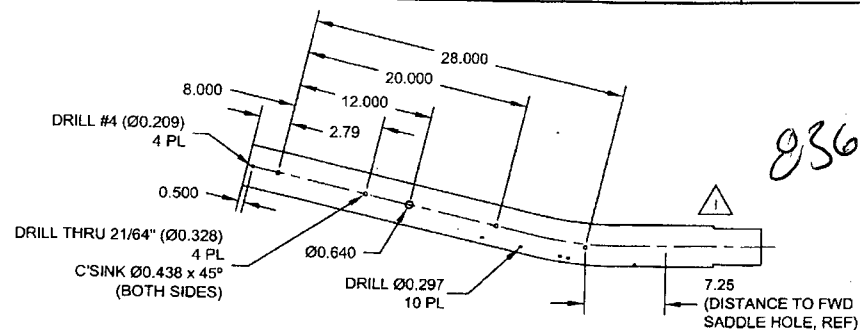 28.000
20.000
8.000
12.000
2.79
DRILL #4 (Ø0.209)
4 PL
0.500
DRILL THRU 21/64" (Ø0.328)
4 PL
C'SINK Ø0.438 x 45°
(BOTH SIDES)
Ø0.640
DRILL Ø0.297
10 PL
836
1
7.25
(DISTANCE TO FWD
SADDLE HOLE, REF)